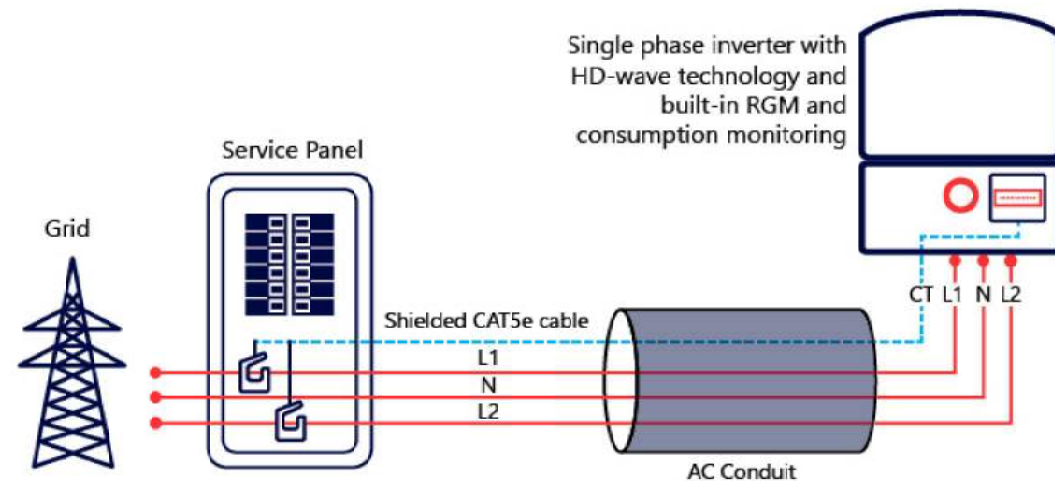 Single phase inverter with
HD-wave technology and
built-in RGM and
consumption monitoring
Service Panel
Grid
CT L1 N L2
Shielded CAT5e cable
L1
N
L2
AC Conduit